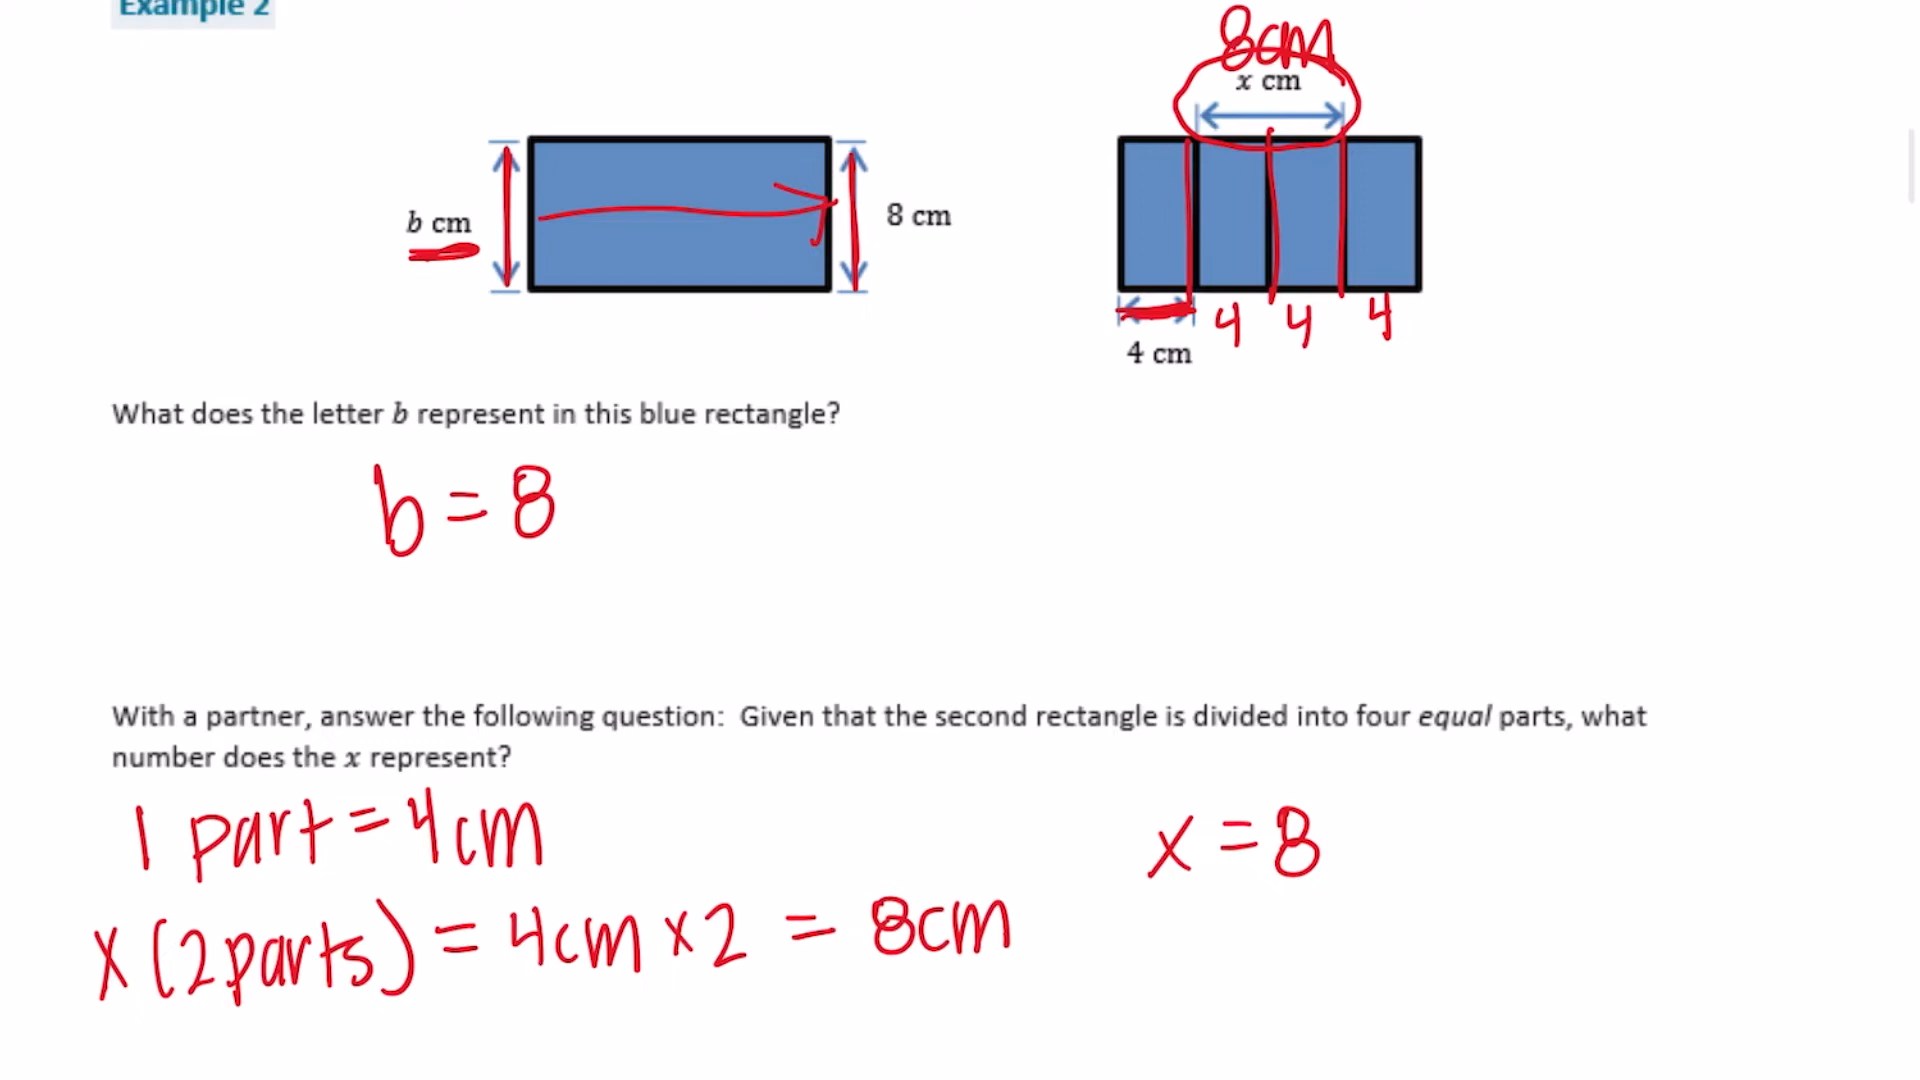 Example 2
8cm
x cm
b cm
8 cm
4 4 4
4 cm
What does the letter b represent in this blue rectangle?
b = 8
With a partner, answer the following question: Given that the second rectangle is divided into four equal parts, what
number does the x represent?
1 part = 4cm
x = 8
x (2parts) = 4cm x 2 = 8cm